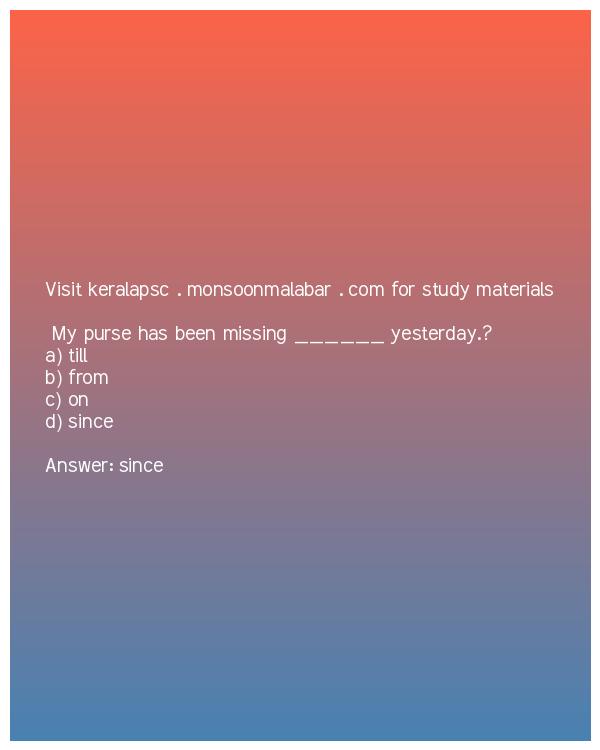 Visit keralapsc . monsoonmalabar . com for study materials
My purse has been missing ______ yesterday.?
a) till
b) from
c) on
d) since
Answer: since